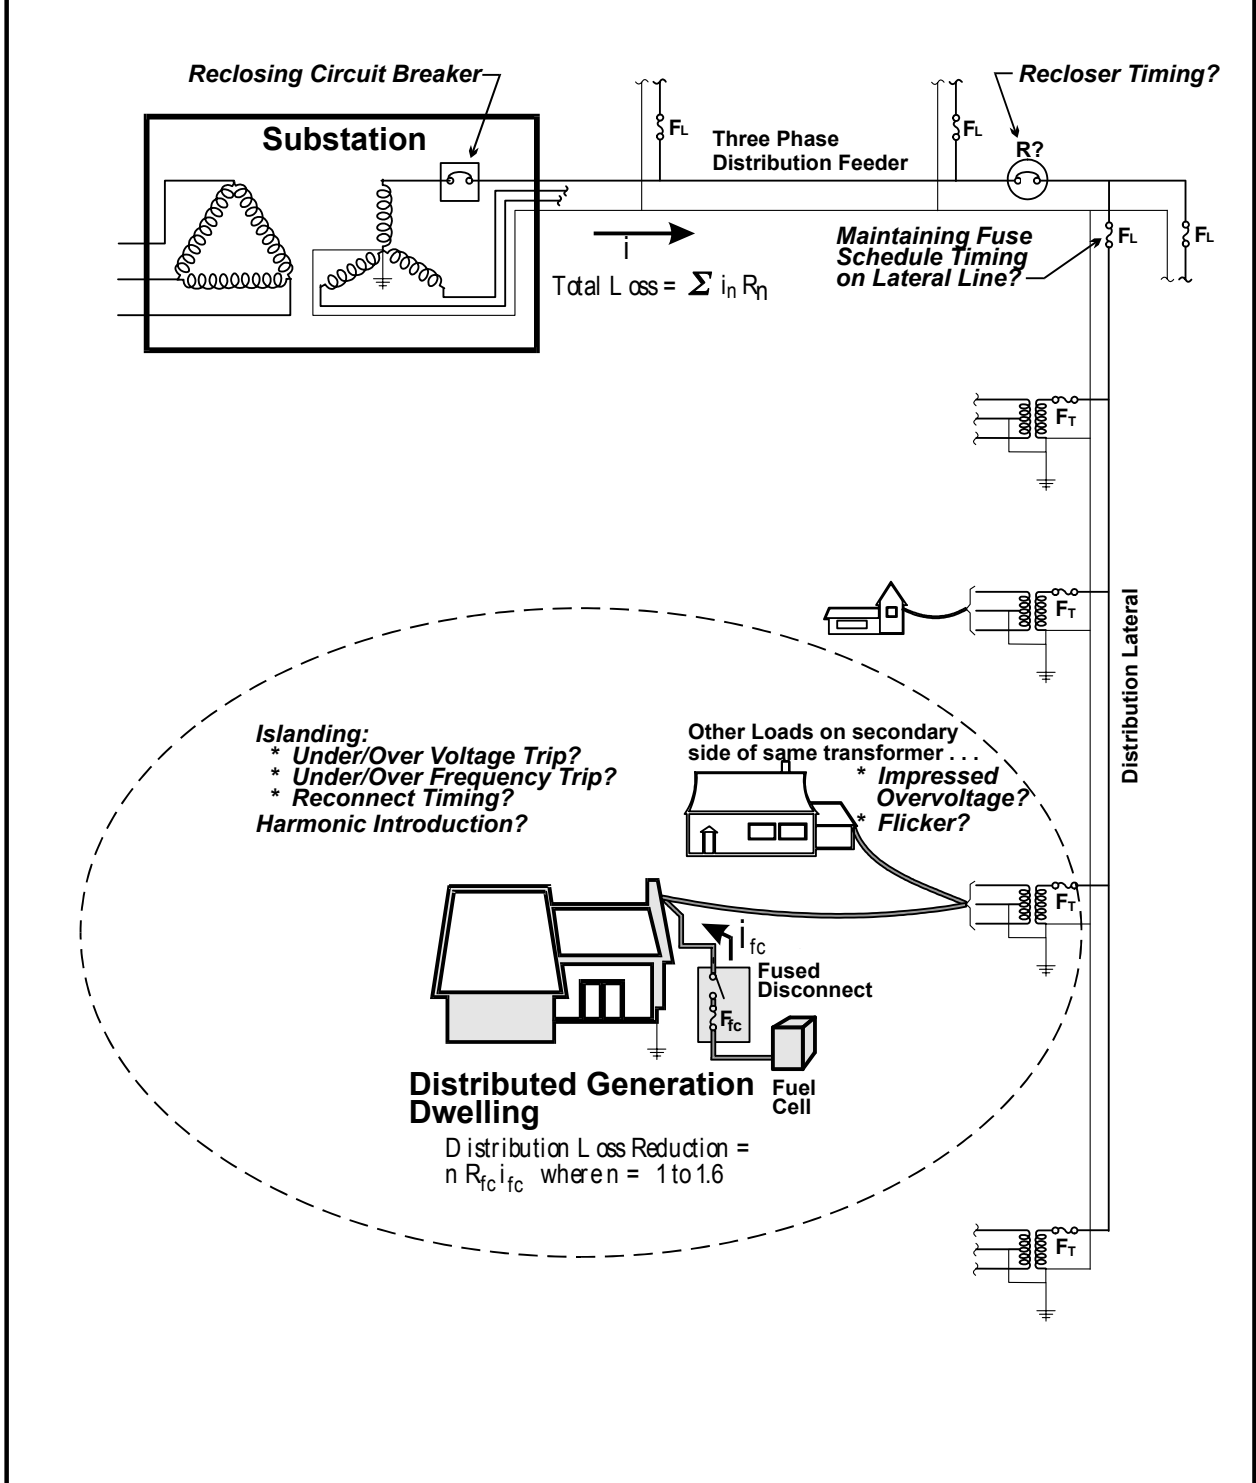 Reclosing Circuit Breaker
Recloser Timing?
Substation
FL
Three Phase
Distribution Feeder
FL
R?
i
Total Loss = Σ in Rn
Maintaining Fuse
Schedule Timing
on Lateral Line?
FL
FL
FT
FT
Distribution Lateral
Islanding:
* Under/Over Voltage Trip?
* Under/Over Frequency Trip?
* Reconnect Timing?
Harmonic Introduction?
Other Loads on secondary
side of same transformer . . .
* Impressed
Overvoltage?
* Flicker?
FT
ifc
Fused
Disconnect
Ffc
Fuel
Cell
Distributed Generation
Dwelling
Distribution Loss Reduction =
n Rfc ifc where n = 1 to 1.6
FT